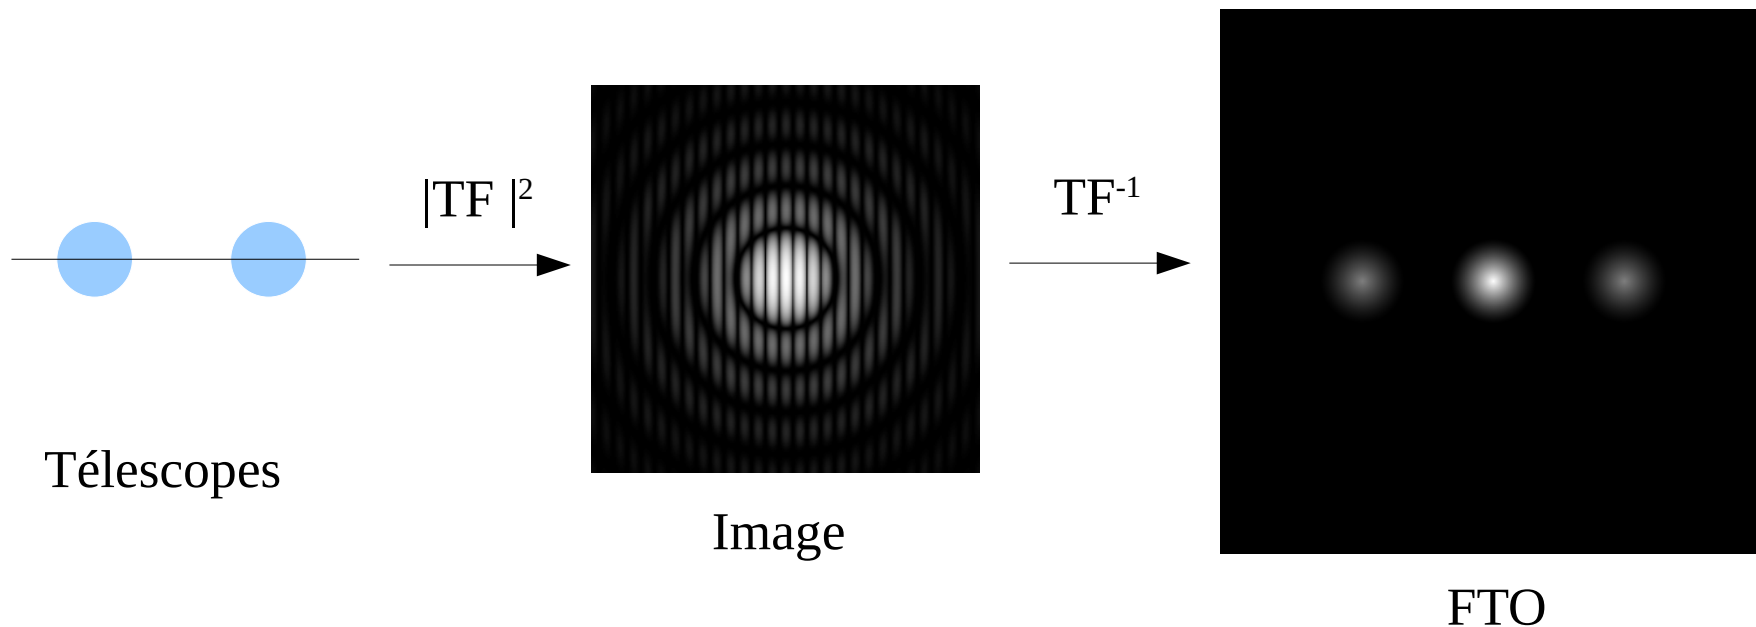 |TF |²
TF⁻¹
Télescopes
Image
FTO